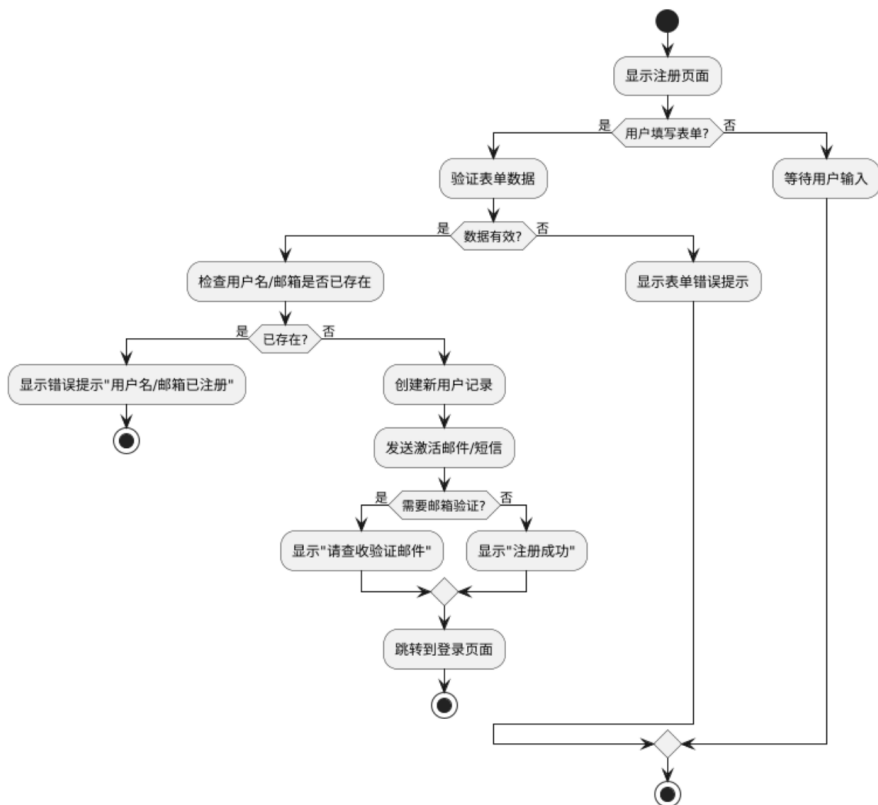 显示注册页面
是
用户填写表单?
否
验证表单数据
等待用户输入
是
数据有效?
否
检查用户名/邮箱是否已存在
显示表单错误提示
是
已存在?
否
显示错误提示"用户名/邮箱已注册"
创建新用户记录
发送激活邮件/短信
是
需要邮箱验证?
否
显示"请查收验证邮件"
显示"注册成功"
跳转到登录页面